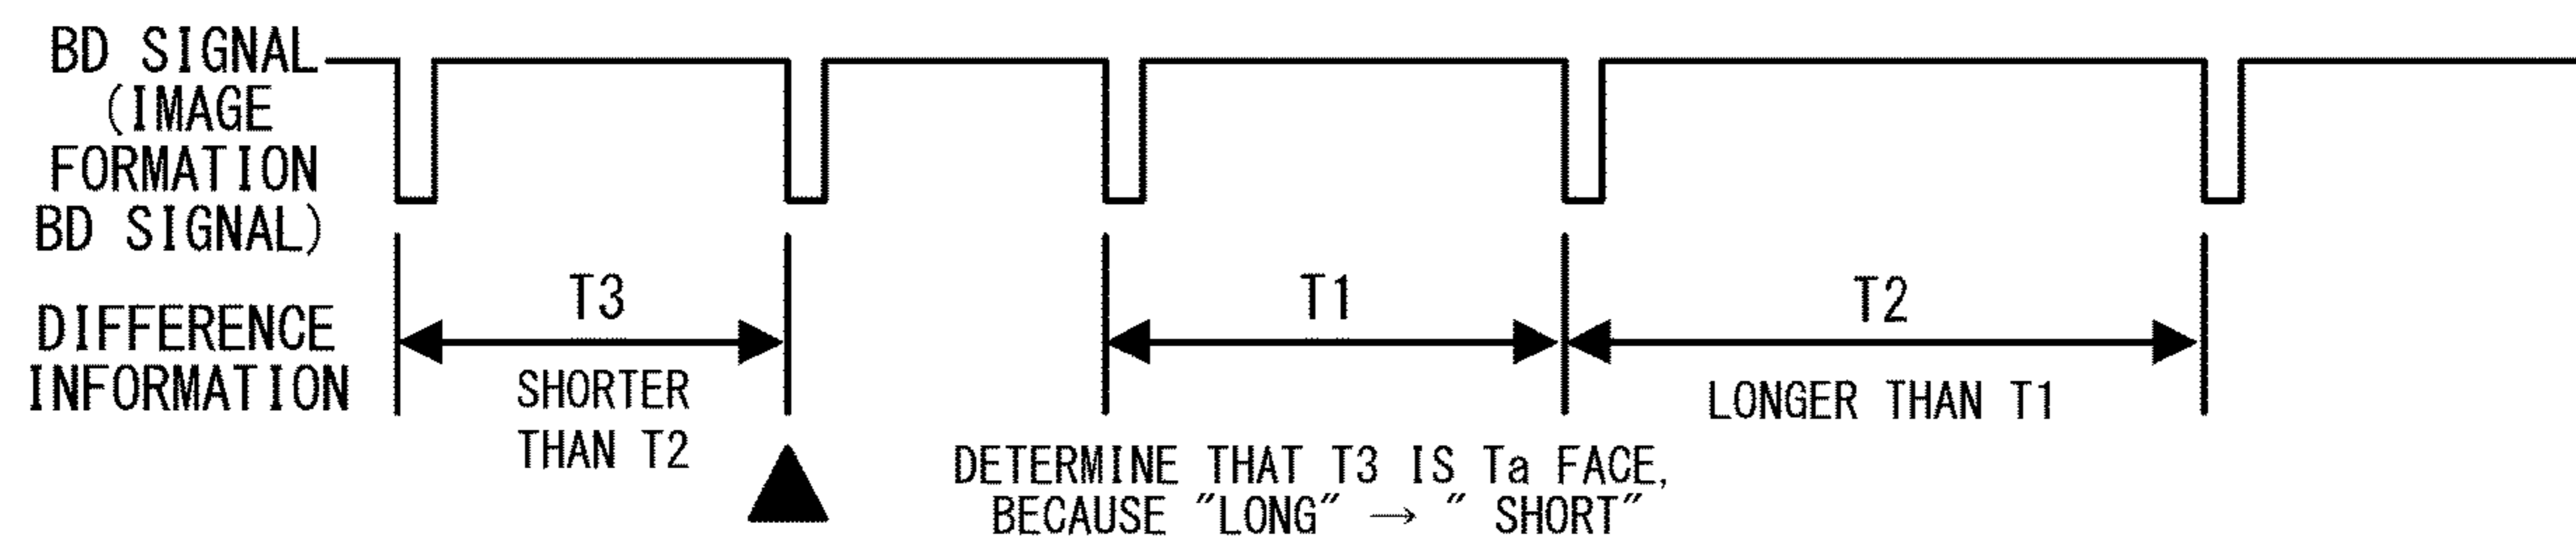 BD SIGNAL
(IMAGE
FORMATION
BD SIGNAL)
DIFFERENCE
INFORMATION
T3
SHORTER
THAN T2
T1
T2
LONGER THAN T1
DETERMINE THAT T3 IS Ta FACE,
BECAUSE "LONG" → " SHORT"